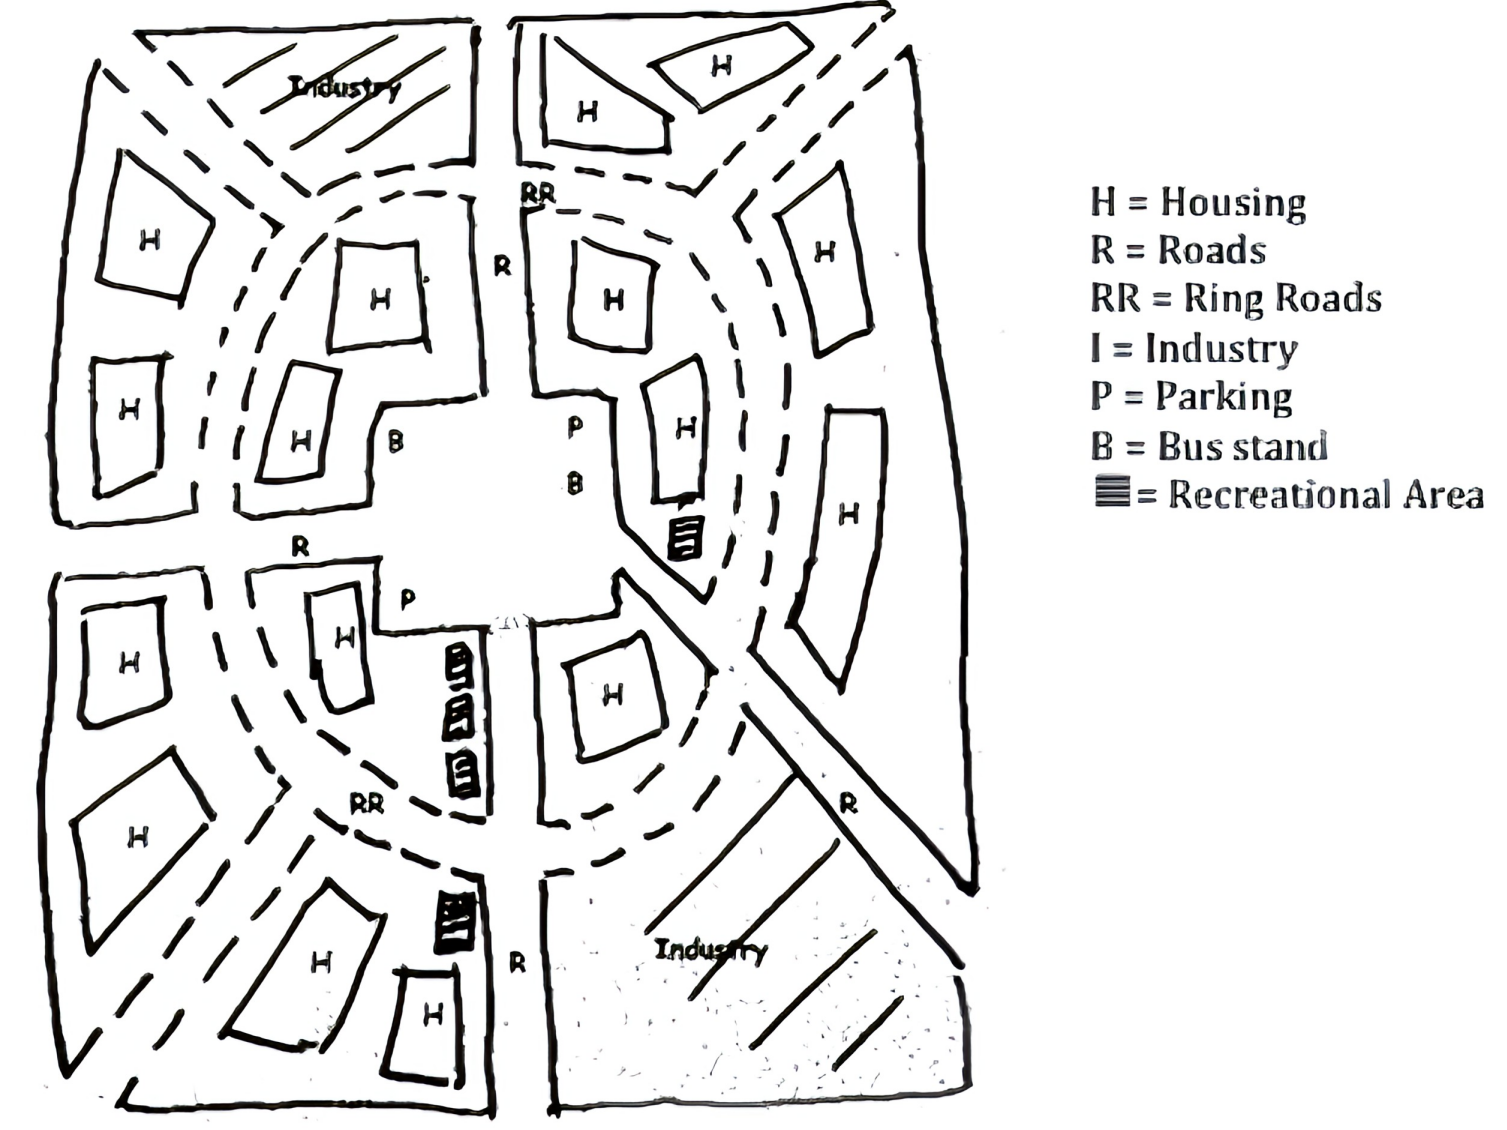 Industry
H
H
RR
H
H
R
H
H
H
H
H
H
H
B
P
B
H
R
P
H
H
H
RR
R
H
Industry
H
R
H
H = Housing
R = Roads
RR = Ring Roads
I = Industry
P = Parking
B = Bus stand
= Recreational Area